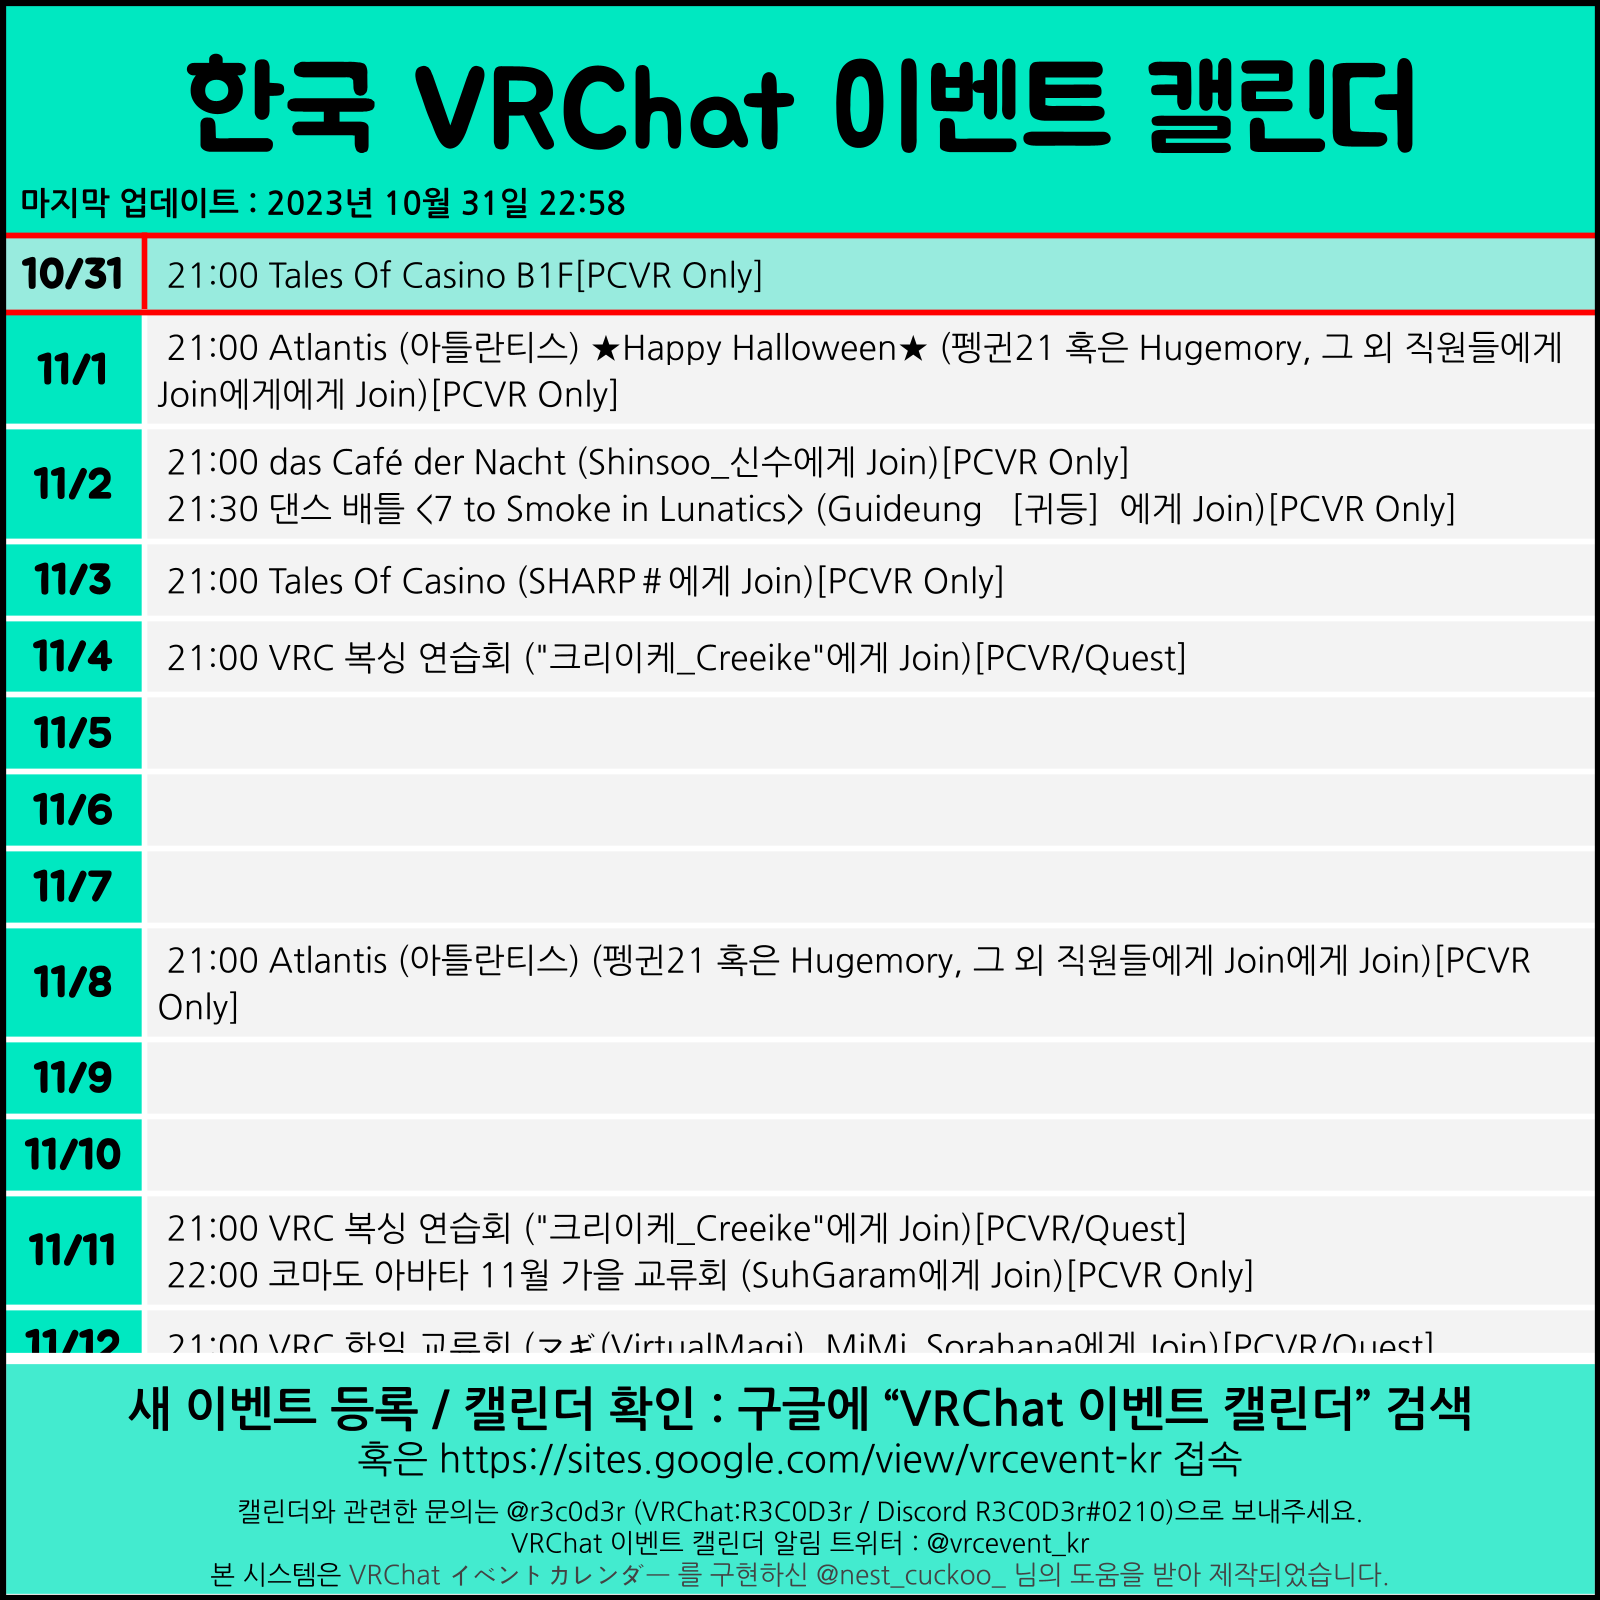 한국 VRChat 이벤트 캘린더
마지막 업데이트 : 2023년 10월 31일 22:58
10/31
21:00 Tales Of Casino B1F[PCVR Only]
11/1
21:00 Atlantis (아틀란티스) ★Happy Halloween★ (펭귄21 혹은 Hugemory, 그 외 직원들에게
Join에게에게 Join)[PCVR Only]
11/2
21:00 das Café der Nacht (Shinsoo_신수에게 Join)[PCVR Only]
21:30 댄스 배틀 <7 to Smoke in Lunatics> (Guideung [귀등] 에게 Join)[PCVR Only]
11/3
21:00 Tales Of Casino (SHARP＃에게 Join)[PCVR Only]
11/4
21:00 VRC 복싱 연습회 ("크리이케_Creeike"에게 Join)[PCVR/Quest]
11/5
11/6
11/7
11/8
21:00 Atlantis (아틀란티스) (펭귄21 혹은 Hugemory, 그 외 직원들에게 Join에게 Join)[PCVR
Only]
11/9
11/10
11/11
21:00 VRC 복싱 연습회 ("크리이케_Creeike"에게 Join)[PCVR/Quest]
22:00 코마도 아바타 11월 가을 교류회 (SuhGaram에게 Join)[PCVR Only]
11/12
21:00 VRC 한일 교류회 (マギ(VirtualMagi), MiMi, Sorahana에게 Join)[PCVR/Quest]
새 이벤트 등록 / 캘린더 확인 : 구글에 “VRChat 이벤트 캘린더” 검색
혹은 https://sites.google.com/view/vrcevent-kr 접속
캘린더와 관련한 문의는 @r3c0d3r (VRChat:R3C0D3r / Discord R3C0D3r#0210)으로 보내주세요.
VRChat 이벤트 캘린더 알림 트위터 : @vrcevent_kr
본 시스템은 VRChat イベントカレンダー 를 구현하신 @nest_cuckoo_ 님의 도움을 받아 제작되었습니다.